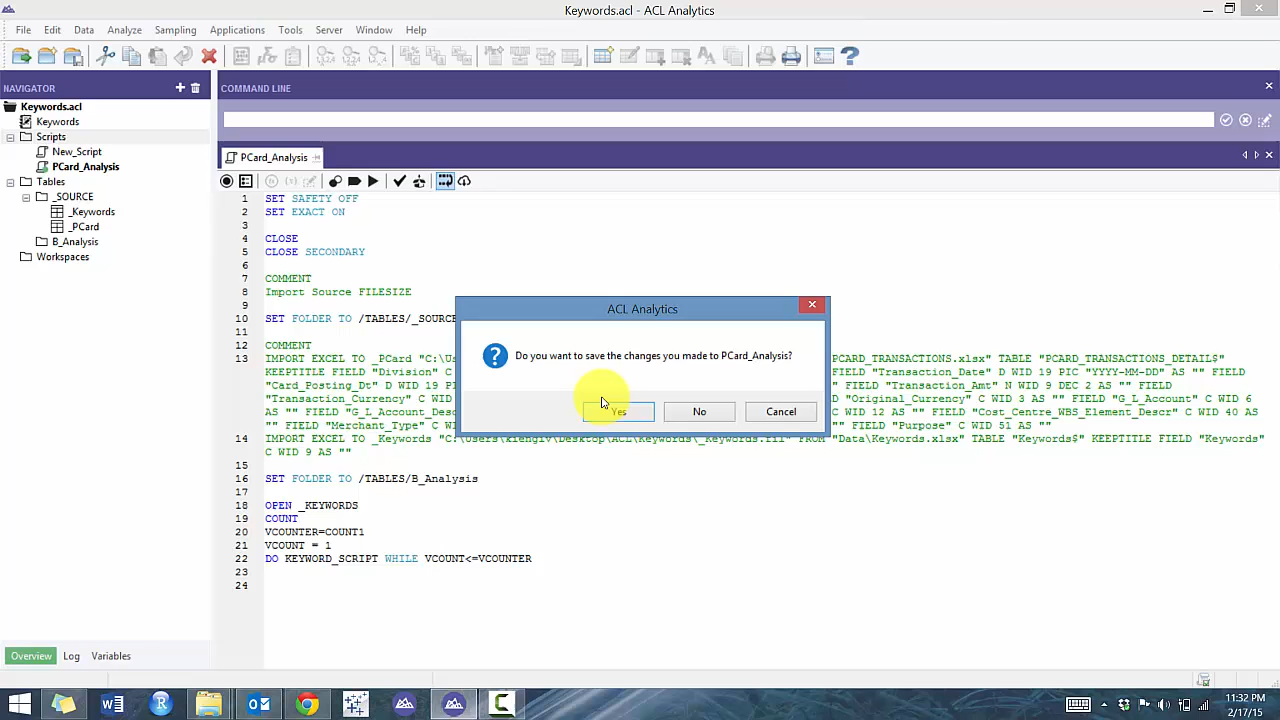 Keywords.acl - ACL Analytics
File Edit Data Analyze Sampling Applications Tools Server Window Help
NAVIGATOR
Keywords.acl
Keywords
Scripts
New_Script
PCard_Analysis
Tables
_SOURCE
_Keywords
_PCard
B_Analysis
Workspaces
Overview Log Variables
COMMAND LINE
PCard_Analysis
1 SET SAFETY OFF
2 SET EXACT ON
3
4 CLOSE
5 CLOSE SECONDARY
6
7 COMMENT
8 Import Source FILESIZE
9
10 SET FOLDER TO /TABLES/_SOURCE
11
12 COMMENT
13 IMPORT EXCEL TO _PCard "C:\Us PCARD_TRANSACTIONS.xlsx" TABLE "PCARD_TRANSACTIONS_DETAIL$"
KEEPTITLE FIELD "Division" C W FIELD "Transaction_Date" D WID 19 PIC "YYYY-MM-DD" AS "" FIELD
"Card_Posting_Dt" D WID 19 PI " FIELD "Transaction_Amt" N WID 9 DEC 2 AS "" FIELD
"Transaction_Currency" C WID "Original_Currency" C WID 3 AS "" FIELD "G_L_Account" C WID 6
AS "" FIELD "G_L_Account_Desc C WID 12 AS "" FIELD "Cost_Centre_WBS_Element_Descr" C WID 40 AS
"" FIELD "Merchant_Type" C WI "" FIELD "Purpose" C WID 51 AS ""
14 IMPORT EXCEL TO _Keywords FROM "Data\Keywords.xlsx" TABLE "Keywords$" KEEPTITLE FIELD "Keywords"
C WID 9 AS ""
15
16 SET FOLDER TO /TABLES/B_Analysis
17
18 OPEN _KEYWORDS
19 COUNT
20 VCOUNTER=COUNT1
21 VCOUNT = 1
22 DO KEYWORD_SCRIPT WHILE VCOUNT<=VCOUNTER
23
24
ACL Analytics
Do you want to save the changes you made to PCard_Analysis?
Yes No Cancel
11:32 PM
2/17/15